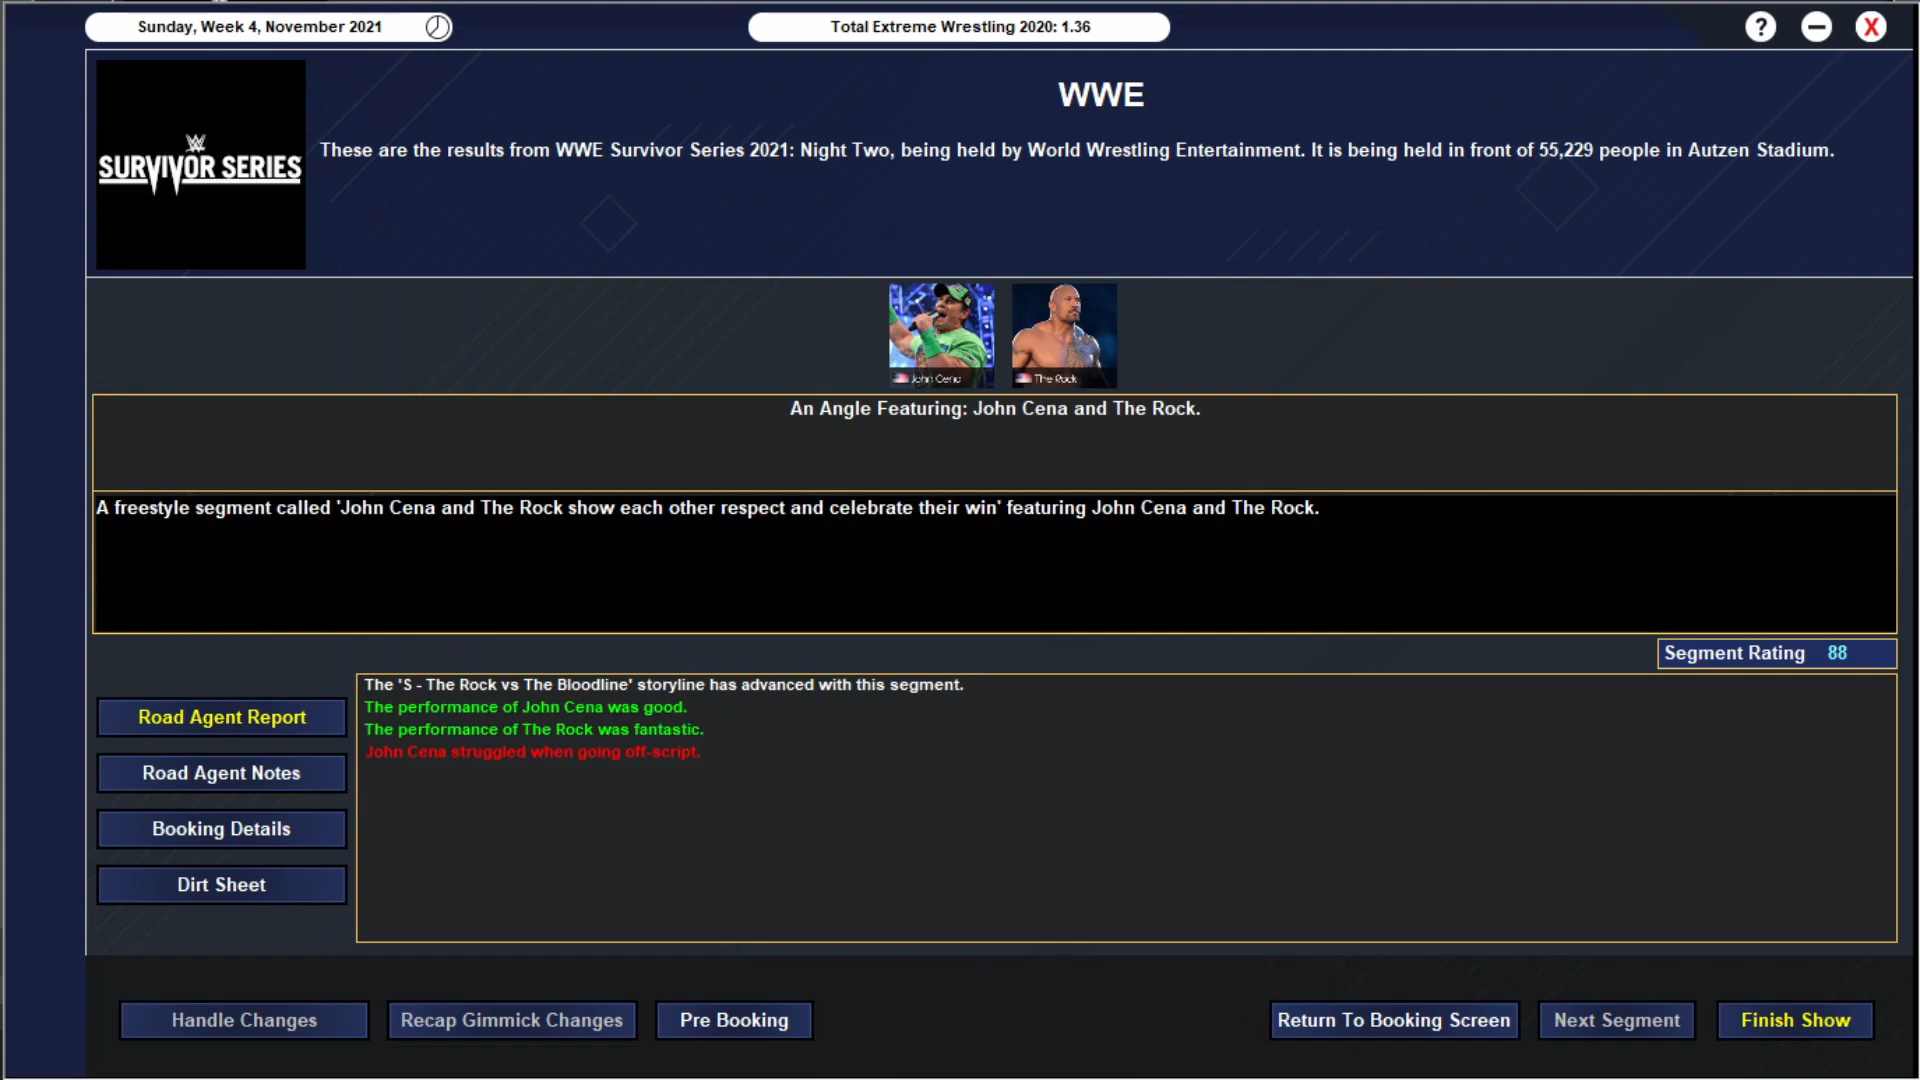 Sunday, Week 4, November 2021
Total Extreme Wrestling 2020: 1.36
?
X
WWE
W
SURVIVOR SERIES
These are the results from WWE Survivor Series 2021: Night Two, being held by World Wrestling Entertainment. It is being held in front of 55,229 people in Autzen Stadium.
John Cena
The Rock
An Angle Featuring: John Cena and The Rock.
A freestyle segment called 'John Cena and The Rock show each other respect and celebrate their win' featuring John Cena and The Rock.
Segment Rating 88
The 'S - The Rock vs The Bloodline' storyline has advanced with this segment.
The performance of John Cena was good.
The performance of The Rock was fantastic.
John Cena struggled when going off-script.
Road Agent Report
Road Agent Notes
Booking Details
Dirt Sheet
Handle Changes
Recap Gimmick Changes
Pre Booking
Return To Booking Screen
Next Segment
Finish Show